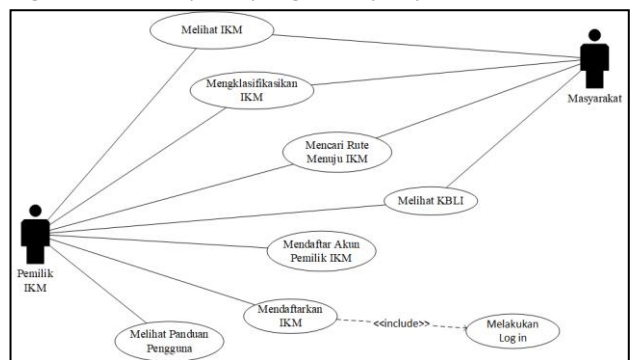 Melihat IKM
Mengklasifikasikan
IKM
Masyarakat
Mencari Rute
Menuju IKM
Melihat KBLI
Mendaftar Akun
Pemilik IKM
Pemilik
IKM
Mendaftarkan
IKM
<<include>>
Melakukan
Log in
Melihat Panduan
Pengguna